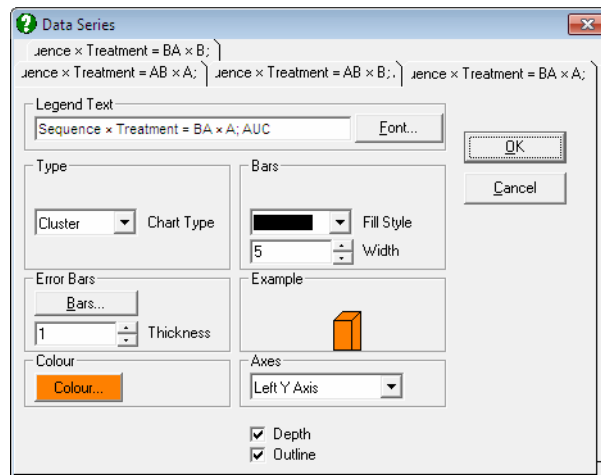 Data Series
uence × Treatment = BA × B;
uence × Treatment = AB × A;
uence × Treatment = AB × B;.
uence × Treatment = BA × A;
Legend Text
Sequence × Treatment = BA × A; AUC
Font...
OK
Cancel
Type
Cluster
Chart Type
Bars
Fill Style
5
Width
Error Bars
Bars...
1
Thickness
Example
Colour
Colour...
Axes
Left Y Axis
Depth
Outline